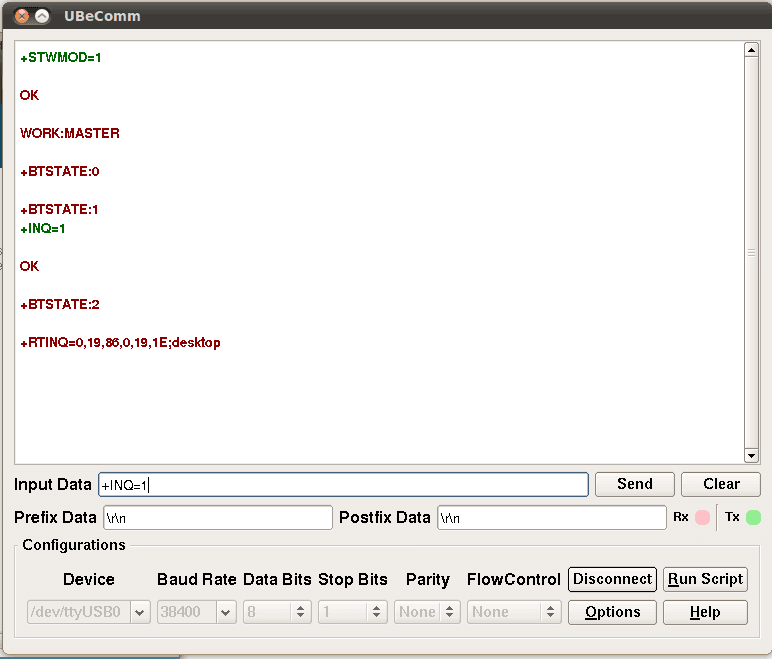 UBeComm
+STWMOD=1
OK
WORK:MASTER
+BTSTATE:0
+BTSTATE:1
+INQ=1
OK
+BTSTATE:2
+RTINQ=0,19,86,0,19,1E;desktop
Input Data +INQ=1 Send Clear
Prefix Data \r\n Postfix Data \r\n Rx Tx
Configurations
Device Baud Rate Data Bits Stop Bits Parity FlowControl Disconnect Run Script
/dev/ttyUSB0 38400 8 1 None None Options Help